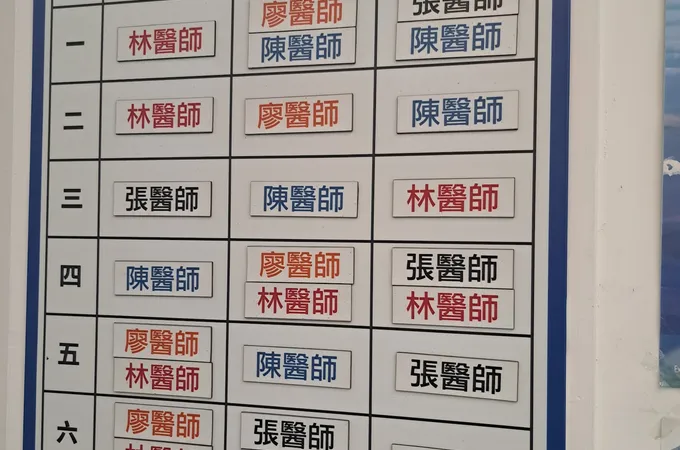 廖醫師 張醫師
一 林醫師 陳醫師 陳醫師
二 林醫師 廖醫師 陳醫師
三 張醫師 陳醫師 林醫師
四 陳醫師 廖醫師 張醫師
林醫師 林醫師
五 廖醫師 陳醫師 張醫師
林醫師
六 廖醫師 張醫師